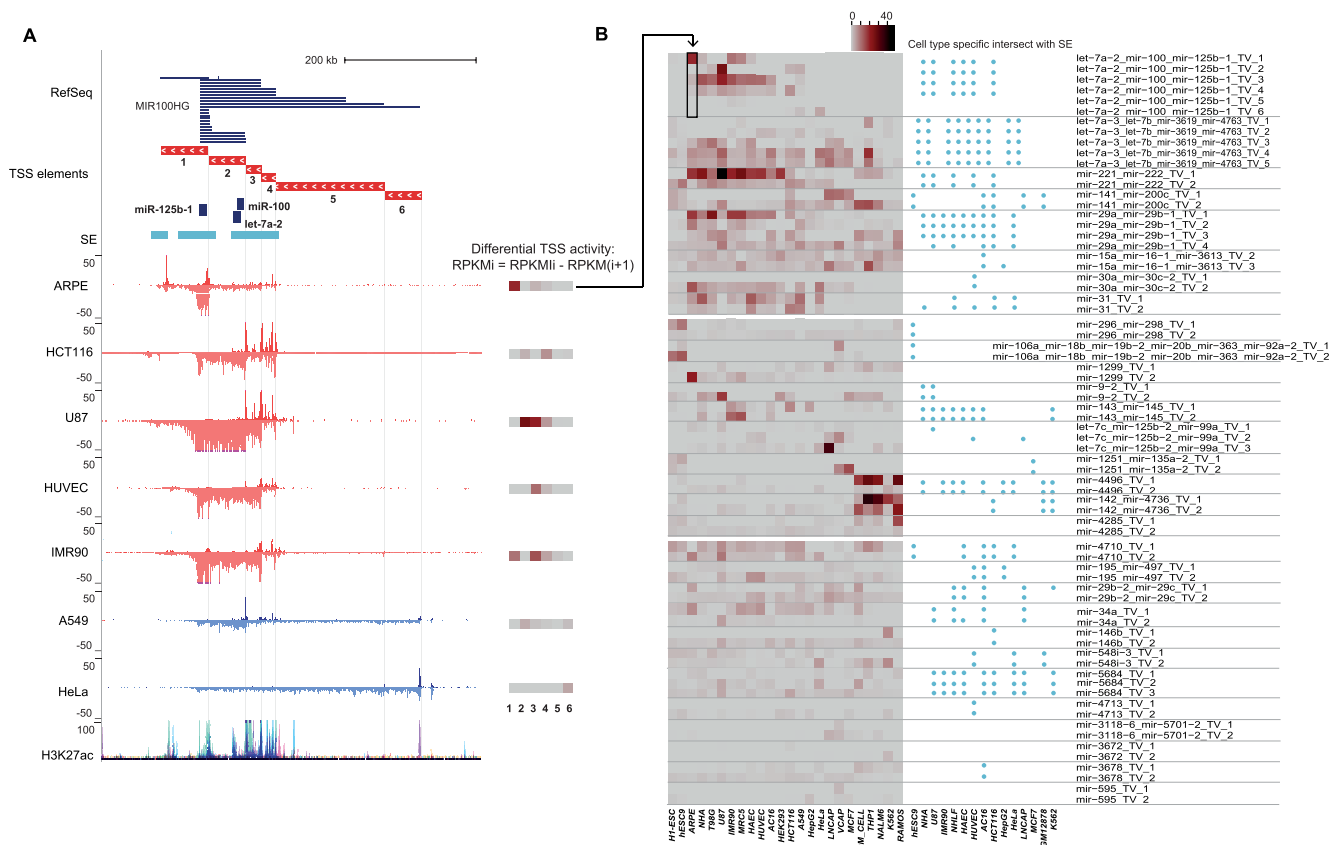 A
200 kb
RefSeq
MIR100HG
1
2
3
4
5
6
TSS elements
miR-125b-1
miR-100
let-7a-2
SE
Differential TSS activity:
RPKMi = RPKMIi - RPKM(i+1)
50
ARPE
-50
50
HCT116
-50
50
U87
-50
50
HUVEC
-50
50
IMR90
-50
50
A549
-50
50
HeLa
-50
1 2 3 4 5 6
100
H3K27ac
B
0 40
Cell type specific intersect with SE
let-7a-2_mir-100_mir-125b-1_TV_1
let-7a-2_mir-100_mir-125b-1_TV_2
let-7a-2_mir-100_mir-125b-1_TV_3
let-7a-2_mir-100_mir-125b-1_TV_4
let-7a-2_mir-100_mir-125b-1_TV_5
let-7a-2_mir-100_mir-125b-1_TV_6
let-7a-3_let-7b_mir-3619_mir-4763_TV_1
let-7a-3_let-7b_mir-3619_mir-4763_TV_2
let-7a-3_let-7b_mir-3619_mir-4763_TV_3
let-7a-3_let-7b_mir-3619_mir-4763_TV_4
let-7a-3_let-7b_mir-3619_mir-4763_TV_5
mir-221_mir-222_TV_1
mir-221_mir-222_TV_2
mir-141_mir-200c_TV_1
mir-141_mir-200c_TV_2
mir-29a_mir-29b-1_TV_1
mir-29a_mir-29b-1_TV_2
mir-29a_mir-29b-1_TV_3
mir-29a_mir-29b-1_TV_4
mir-15a_mir-16-1_mir-3613_TV_2
mir-15a_mir-16-1_mir-3613_TV_3
mir-30a_mir-30c-2_TV_1
mir-30a_mir-30c-2_TV_2
mir-31_TV_1
mir-31_TV_2
mir-296_mir-298_TV_1
mir-296_mir-298_TV_2
mir-106a_mir-18b_mir-19b-2_mir-20b_mir-363_mir-92a-2_TV_1
mir-106a_mir-18b_mir-19b-2_mir-20b_mir-363_mir-92a-2_TV_2
mir-1299_TV_1
mir-1299_TV_2
mir-9-2_TV_1
mir-9-2_TV_2
mir-143_mir-145_TV_1
mir-143_mir-145_TV_2
let-7c_mir-125b-2_mir-99a_TV_1
let-7c_mir-125b-2_mir-99a_TV_2
let-7c_mir-125b-2_mir-99a_TV_3
mir-1251_mir-135a-2_TV_1
mir-1251_mir-135a-2_TV_2
mir-4496_TV_1
mir-4496_TV_2
mir-142_mir-4736_TV_1
mir-142_mir-4736_TV_2
mir-4285_TV_1
mir-4285_TV_2
mir-4710_TV_1
mir-4710_TV_2
mir-195_mir-497_TV_1
mir-195_mir-497_TV_2
mir-29b-2_mir-29c_TV_1
mir-29b-2_mir-29c_TV_2
mir-34a_TV_1
mir-34a_TV_2
mir-146b_TV_1
mir-146b_TV_2
mir-548i-3_TV_1
mir-548i-3_TV_2
mir-5684_TV_1
mir-5684_TV_2
mir-5684_TV_3
mir-4713_TV_1
mir-4713_TV_2
mir-3118-6_mir-5701-2_TV_1
mir-3118-6_mir-5701-2_TV_2
mir-3672_TV_1
mir-3672_TV_2
mir-3678_TV_1
mir-3678_TV_2
mir-595_TV_1
mir-595_TV_2
H1-ESC
hESC9
ARPE
NHA
T98G
U87
IMR90
MRC5
HAEC
HUVEC
AC16
HEK293
HCT116
A549
HepG2
HeLa
LNCAP
VCAP
MCF7
M_CELL
THP1
NALM6
K562
RAMOS
hESC9
NHA
U87
IMR90
NHLF
HAEC
HUVEC
AC16
HCT116
HepG2
HeLa
LNCAP
MCF7
GM12878
K562